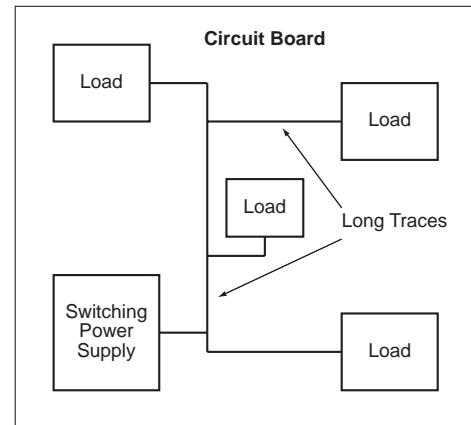 Circuit Board
Load
Load
Load
Long Traces
Switching
Power
Supply
Load